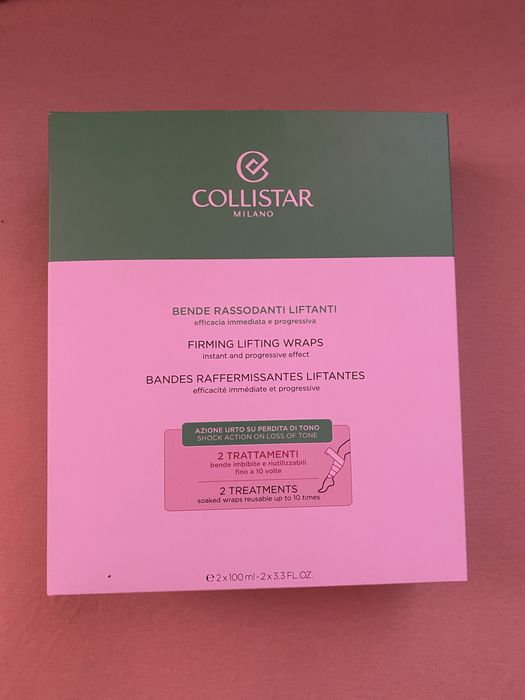 COLLISTAR
MILANO
BENDE RASSODANTI LIFTANTI
efficacia immediata e progressiva
FIRMING LIFTING WRAPS
instant and progressive effect
BANDES RAFFERMISSANTES LIFTANTES
efficacité immédiate et progressive
AZIONE URTO SU PERDITA DI TONO
SHOCK ACTION ON LOSS OF TONE
2 TRATTAMENTI
bende imbibite e riutilizzabili
fino a 10 volte
2 TREATMENTS
soaked wraps reusable up to 10 times
℮ 2 x 100 ml - 2 x 3.3 FL.OZ.